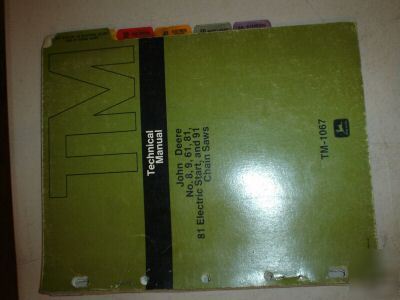 TM
Technical
Manual
John Deere
No. 8, 9, 61, 81,
81 Electric Start, and 91
Chain Saws
TM-1067